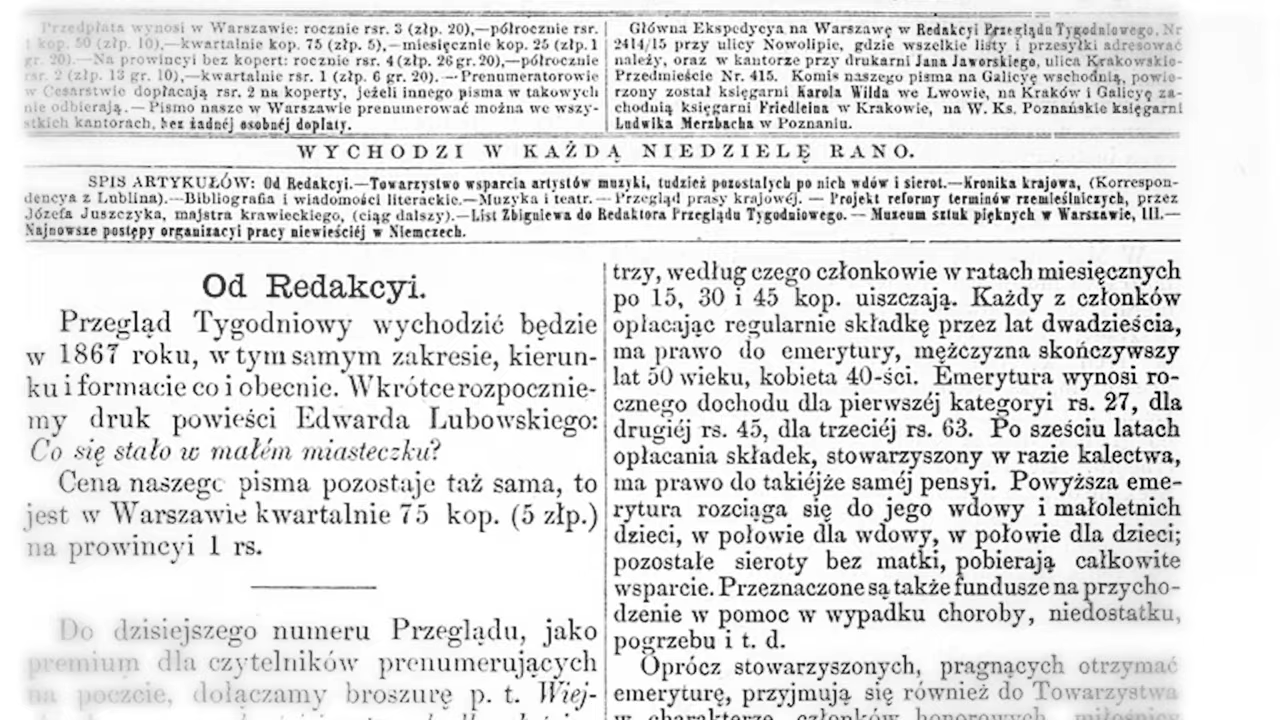 Przedpłata wynosi w Warszawie: rocznie rsr. 3 (złp. 20),—półrocznie rsr.
1 kop. 50 (złp. 10),—kwartalnie kop. 75 (złp. 5),—miesięcznie kop. 25 (złp. 1
gr. 20).—Na prowincyi bez kopert: rocznie rsr. 4 (złp. 26 gr. 20),—półrocznie
rsr. 2 (złp. 13 gr. 10),—kwartalnie rsr. 1 (złp. 6 gr. 20).—Prenumeratorowie
w Cesarstwie dopłacają rsr. 2 na koperty, jeżeli innego pisma w takowych
nie odbierają.—Pismo nasze w Warszawie prenumerować można we wszy-
stkich kantorach, bez żadnéj osobnéj dopłaty.
Główna Ekspedycya na Warszawę w Redakcyi Przeglądu Tygodniowego, Nr
2414/15 przy ulicy Nowolipie, gdzie wszelkie listy i przesyłki adresować
należy, oraz w kantorze przy drukarni Jana Jaworskiego, ulica Krakowskie-
Przedmieście Nr. 415. Komis naszego pisma na Galicyę wschodnią, powie-
rzony został księgarni Karola Wilda we Lwowie, na Kraków i Galicyę za-
chodnią księgarni Friedleina w Krakowie, na W. Ks. Poznańskie księgarni
Ludwika Merzbacha w Poznaniu.
WYCHODZI W KAŻDĄ NIEDZIELĘ RANO.
SPIS ARTYKUŁÓW: Od Redakcyi.—Towarzystwo wsparcia artystów muzyki, tudzież pozostałych po nich wdów i sierot.—Kronika krajowa, (Korrespon-
dencya z Lublina).—Bibliografia i wiadomości literackie.—Muzyka i teatr.—Przegląd prasy krajowéj. — Projekt reformy terminów rzemieślniczych, przez
Józefa Juszczyka, majstra krawieckiego, (ciąg dalszy).—List Zbigniewa do Redaktora Przeglądu Tygodniowego. — Muzeum sztuk pięknych w Warszawie, III.—
Najnowsze postępy organizacyi pracy niewieściéj w Niemczech.
Od Redakcyi.
Przegląd Tygodniowy wychodzić będzie
w 1867 roku, w tym samym zakresie, kierun-
ku i formacie co i obecnie. Wkrótce rozpocznie-
my druk powieści Edwarda Lubowskiego:
Co się stało w małém miasteczku?
Cena naszego pisma pozostaje taż sama, to
jest w Warszawie kwartalnie 75 kop. (5 złp.)
na prowincyi 1 rs.
Do dzisiejszego numeru Przeglądu, jako
premium dla czytelników prenumerujących
na poczcie, dołączamy broszurę p. t. Wiej-
trzy, według czego członkowie w ratach miesięcznych
po 15, 30 i 45 kop. uiszczają. Każdy z członków
opłacając regularnie składkę przez lat dwadzieścia,
ma prawo do emerytury, mężczyzna skończywszy
lat 50 wieku, kobieta 40-ści. Emerytura wynosi ro-
cznego dochodu dla pierwszéj kategoryi rs. 27, dla
drugiéj rs. 45, dla trzeciéj rs. 63. Po sześciu latach
opłacania składek, stowarzyszony w razie kalectwa,
ma prawo do takiéjże saméj pensyi. Powyższa eme-
rytura rozciąga się do jego wdowy i małoletnich
dzieci, w połowie dla wdowy, w połowie dla dzieci;
pozostałe sieroty bez matki, pobierają całkowite
wsparcie. Przeznaczone są także fundusze na przycho-
dzenie w pomoc w wypadku choroby, niedostatku,
pogrzebu i t. d.
Oprócz stowarzyszonych, pragnących otrzymać
emeryturę, przyjmują się również do Towarzystwa
w charakterze członków honorowych, miłośnicy